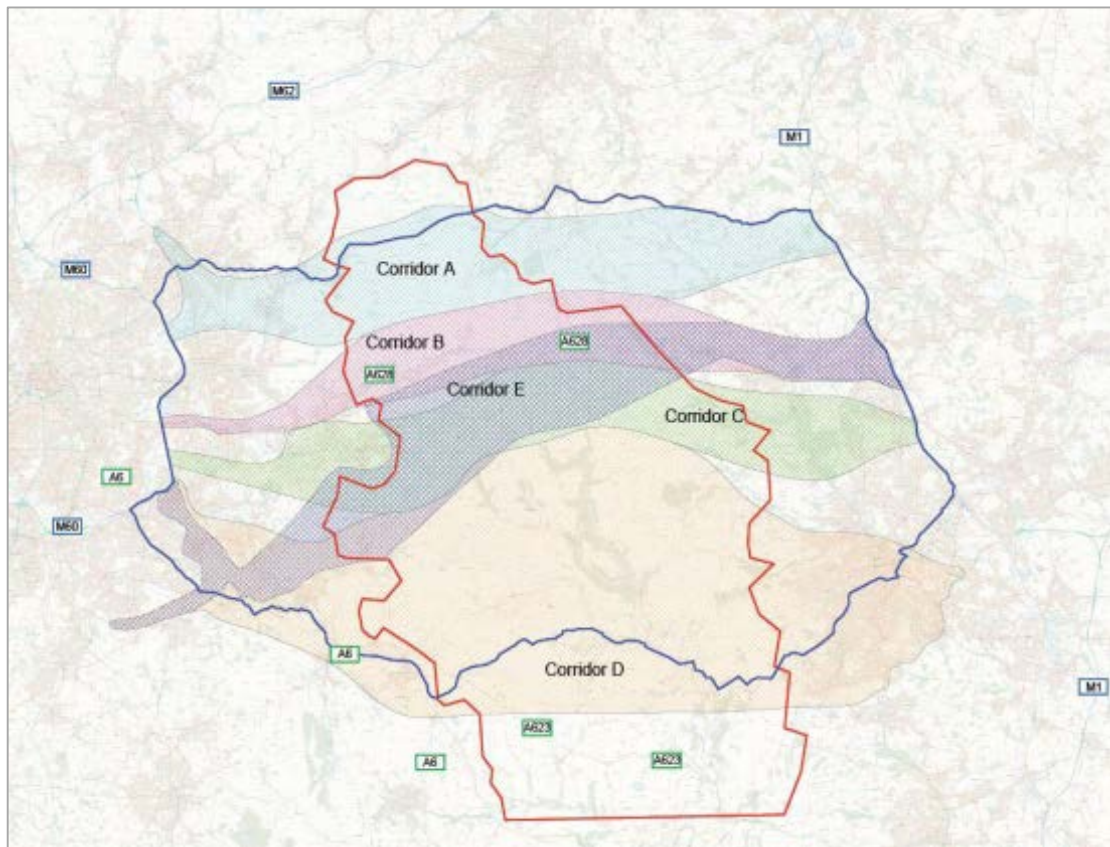 M62
M1
M60
Corridor A
Corridor B
A628
A628
Corridor E
Corridor C
A6
M60
A6
Corridor D
M1
A623
A6
A623